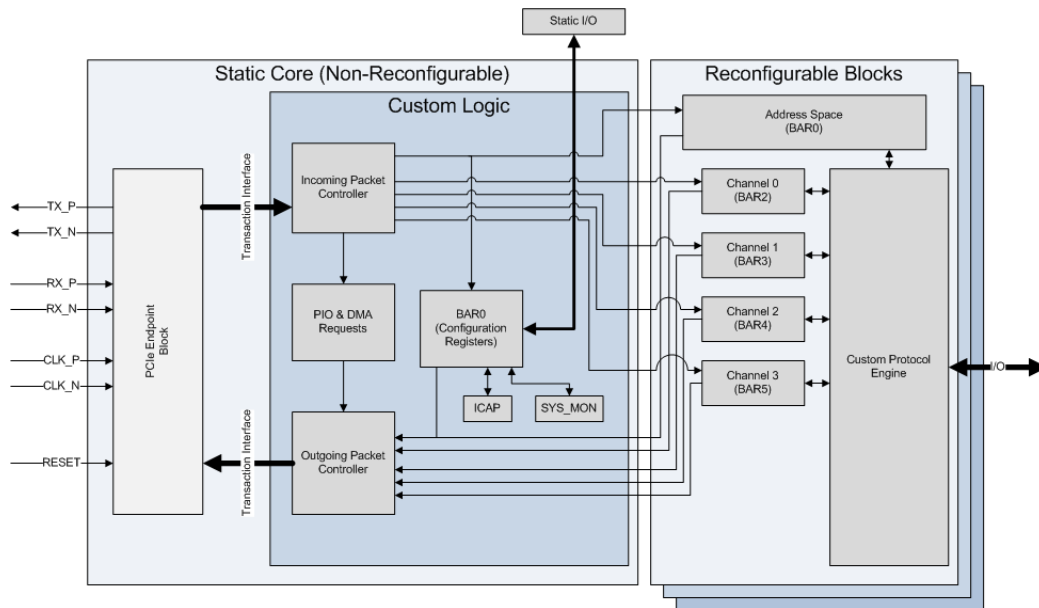 Static I/O
Static Core (Non-Reconfigurable)
Reconfigurable Blocks
Custom Logic
Address Space
(BAR0)
Incoming Packet
Controller
Transaction Interface
Channel 0
(BAR2)
TX_P
TX_N
Channel 1
(BAR3)
RX_P
RX_N
PIO & DMA
Requests
BAR0
(Configuration
Registers)
Channel 2
(BAR4)
PCIe Endpoint
Block
CLK_P
CLK_N
Channel 3
(BAR5)
Custom Protocol
Engine
I/O
ICAP
SYS_MON
RESET
Transaction Interface
Outgoing Packet
Controller